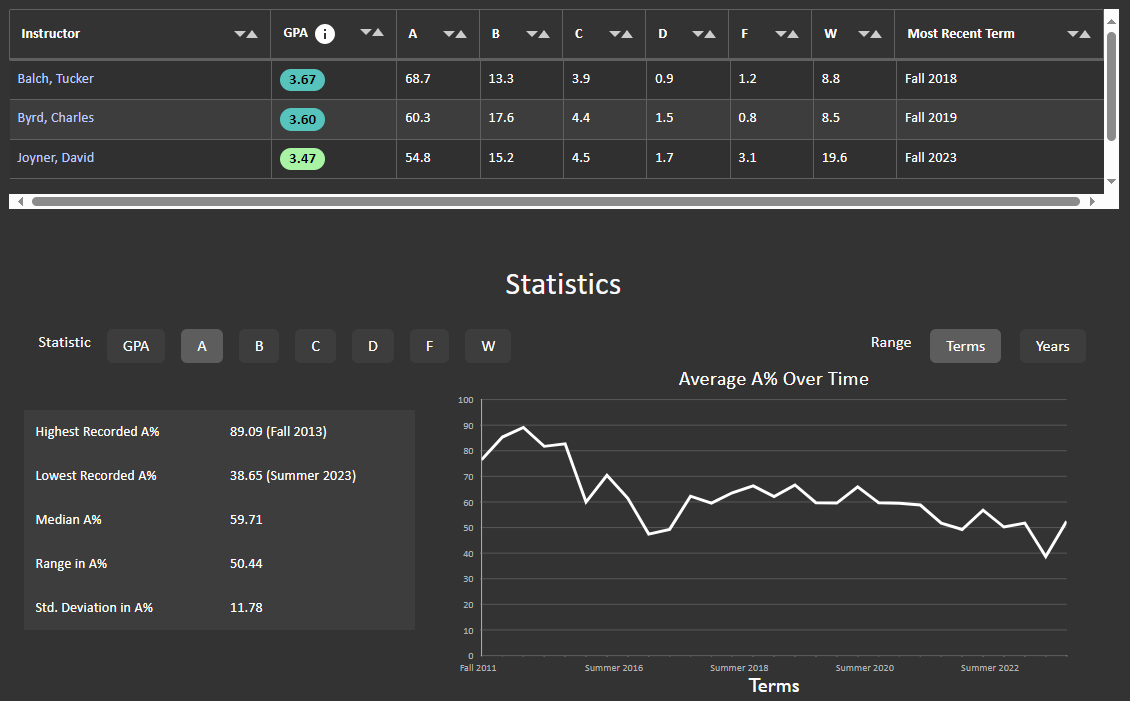 Instructor GPA i A B C D F W Most Recent Term
Balch, Tucker 3.67 68.7 13.3 3.9 0.9 1.2 8.8 Fall 2018
Byrd, Charles 3.60 60.3 17.6 4.4 1.5 0.8 8.5 Fall 2019
Joyner, David 3.47 54.8 15.2 4.5 1.7 3.1 19.6 Fall 2023
Statistics
Statistic GPA A B C D F W Range Terms Years
Average A% Over Time
Highest Recorded A% 89.09 (Fall 2013)
Lowest Recorded A% 38.65 (Summer 2023)
Median A% 59.71
Range in A% 50.44
Std. Deviation in A% 11.78
100
90
80
70
60
50
40
30
20
10
0
Fall 2011 Summer 2016 Summer 2018 Summer 2020 Summer 2022
Terms